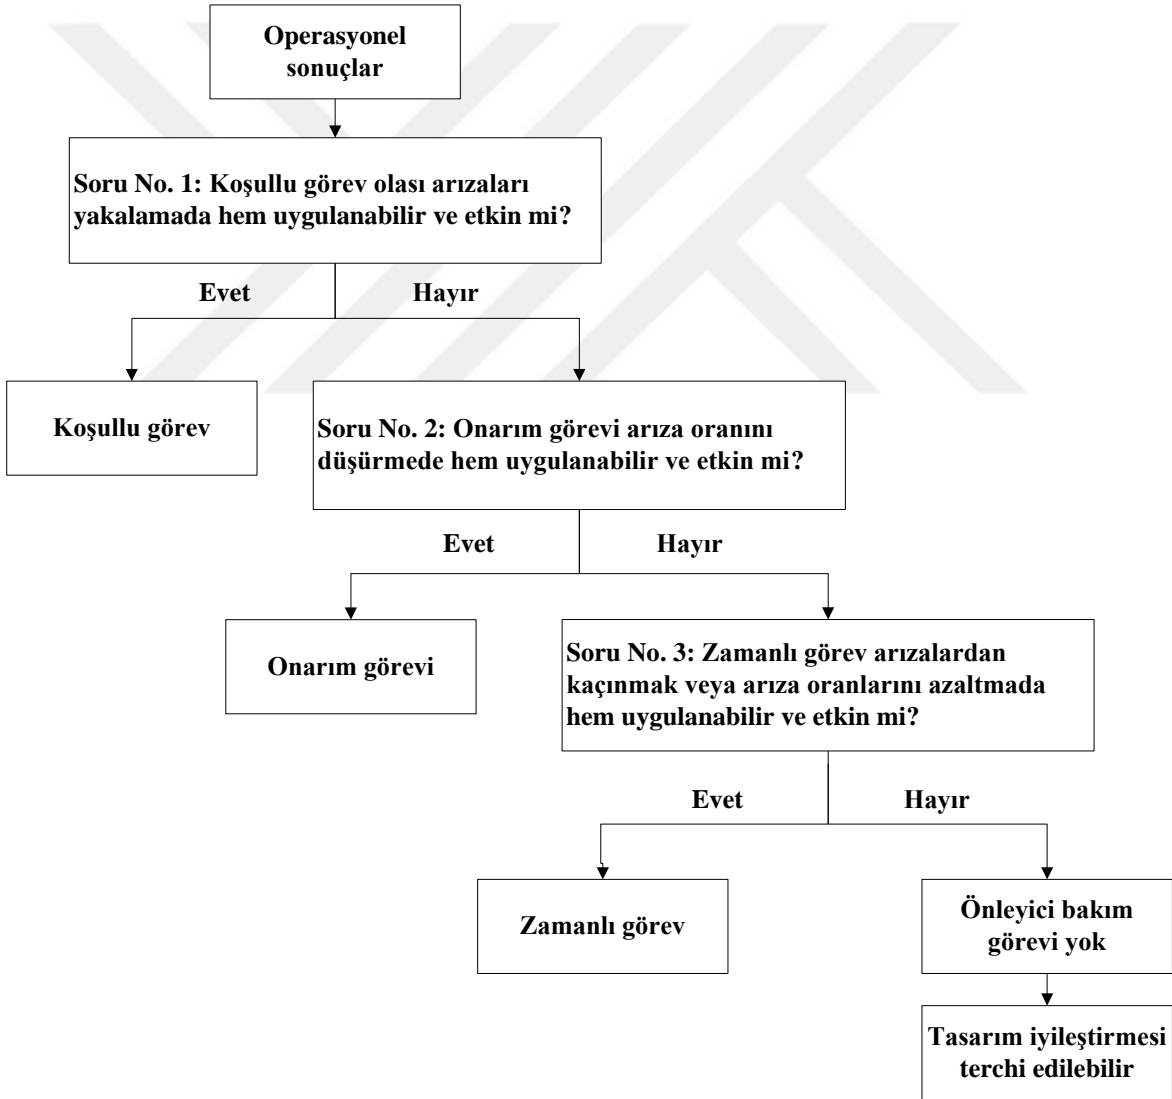 Operasyonel
sonuçlar
Soru No. 1: Koşullu görev olası arızaları
yakalamada hem uygulanabilir ve etkin mi?
Evet
Hayır
Koşullu görev
Soru No. 2: Onarım görevi arıza oranını
düşürmede hem uygulanabilir ve etkin mi?
Evet
Hayır
Onarım görevi
Soru No. 3: Zamanlı görev arızalardan
kaçınmak veya arıza oranlarını azaltmada
hem uygulanabilir ve etkin mi?
Evet
Hayır
Zamanlı görev
Önleyici bakım
görevi yok
Tasarım iyileştirmesi
terchi edilebilir